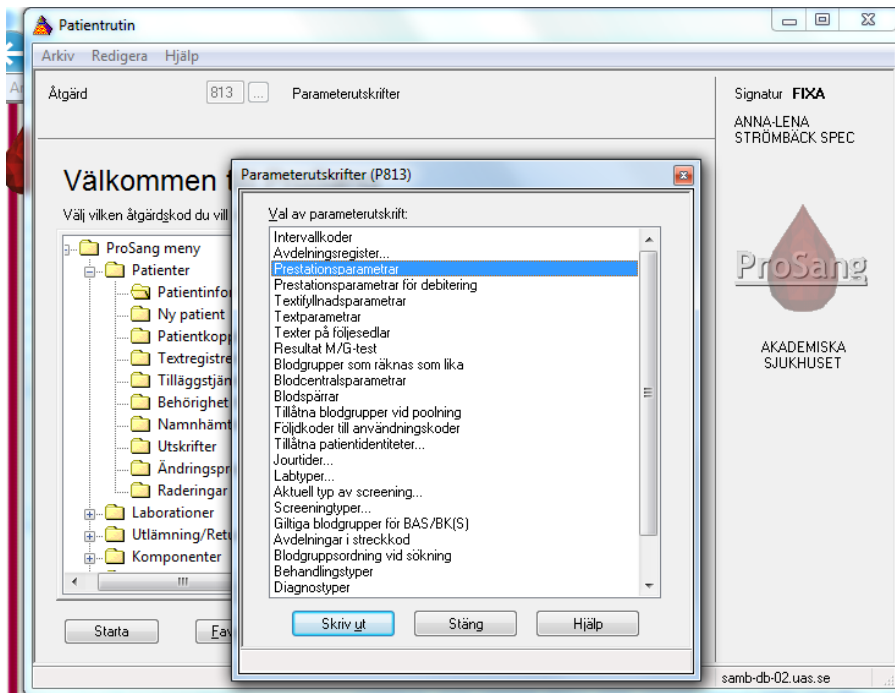 Patientrutin
Arkiv Redigera Hjälp
Åtgärd 813 ... Parameterutskrifter
Signatur FIXA
ANNA-LENA
STRÖMBÄCK SPEC
Välkommen
Välj vilken åtgärdskod du vill
ProSang meny
Patienter
Patientinfor
Ny patient
Patientkopp
Textregistre
Tilläggstjän
Behörighet
Namnhämt
Utskrifter
Ändringspr
Raderingar
Laborationer
Utlämning/Retu
Komponenter
Starta
Fav
Parameterutskrifter (P813)
Val av parameterutskrift:
Intervallkoder
Avdelningsregister...
Prestationsparametrar
Prestationsparametrar för debitering
Textifyllnadsparametrar
Textparametrar
Texter på följesedlar
Resultat M/G-test
Blodgrupper som räknas som lika
Blodcentralsparametrar
Blodspärrar
Tillåtna blodgrupper vid poolning
Följdkoder till användningskoder
Tillåtna patientidentiteter...
Jourtider...
Labtyper...
Aktuell typ av screening...
Screeningtyper...
Giltiga blodgrupper för BAS/BK(S)
Avdelningar i streckkod
Blodgruppsordning vid sökning
Behandlingstyper
Diagnostyper
Skriv ut Stäng Hjälp
ProSang
AKADEMISKA
SJUKHUSET
samb-db-02.uas.se